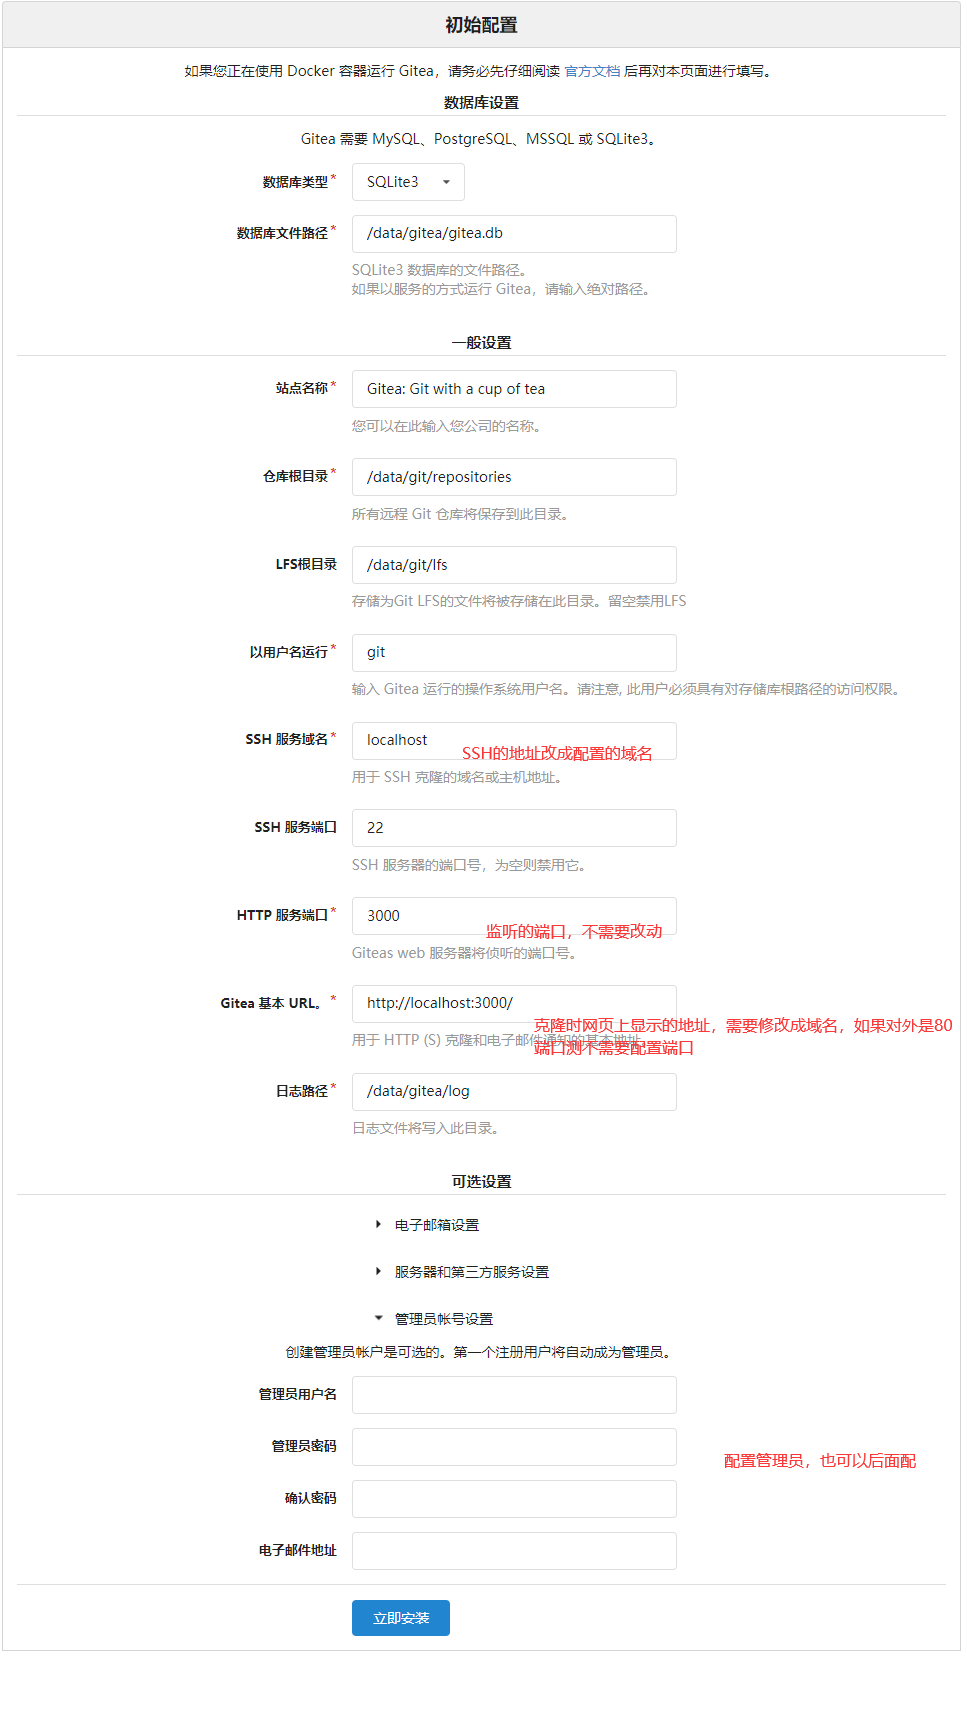 初始配置
如果您正在使用 Docker 容器运行 Gitea，请务必先仔细阅读 官方文档 后再对本页面进行填写。
数据库设置
Gitea 需要 MySQL、PostgreSQL、MSSQL 或 SQLite3。
数据库类型* SQLite3
数据库文件路径* /data/gitea/gitea.db
SQLite3 数据库的文件路径。
如果以服务的方式运行 Gitea，请输入绝对路径。
一般设置
站点名称* Gitea: Git with a cup of tea
您可以在此输入您公司的名称。
仓库根目录* /data/git/repositories
所有远程 Git 仓库将保存到此目录。
LFS根目录 /data/git/lfs
存储为Git LFS的文件将被存储在此目录。留空禁用LFS
以用户名运行* git
输入 Gitea 运行的操作系统用户名。请注意, 此用户必须具有对存储库根路径的访问权限。
SSH 服务域名* localhost
SSH的地址改成配置的域名
用于 SSH 克隆的域名或主机地址。
SSH 服务端口 22
SSH 服务器的端口号，为空则禁用它。
HTTP 服务端口* 3000
监听的端口，不需要改动
Giteas web 服务器将侦听的端口号。
Gitea 基本 URL。* http://localhost:3000/
克隆时网页上显示的地址，需要修改成域名，如果对外是80
端口测不需要配置端口
用于 HTTP (S) 克隆和电子邮件通知的基本地址。
日志路径* /data/gitea/log
日志文件将写入此目录。
可选设置
电子邮箱设置
服务器和第三方服务设置
管理员帐号设置
创建管理员帐户是可选的。第一个注册用户将自动成为管理员。
管理员用户名
管理员密码
配置管理员，也可以后面配
确认密码
电子邮件地址
立即安装